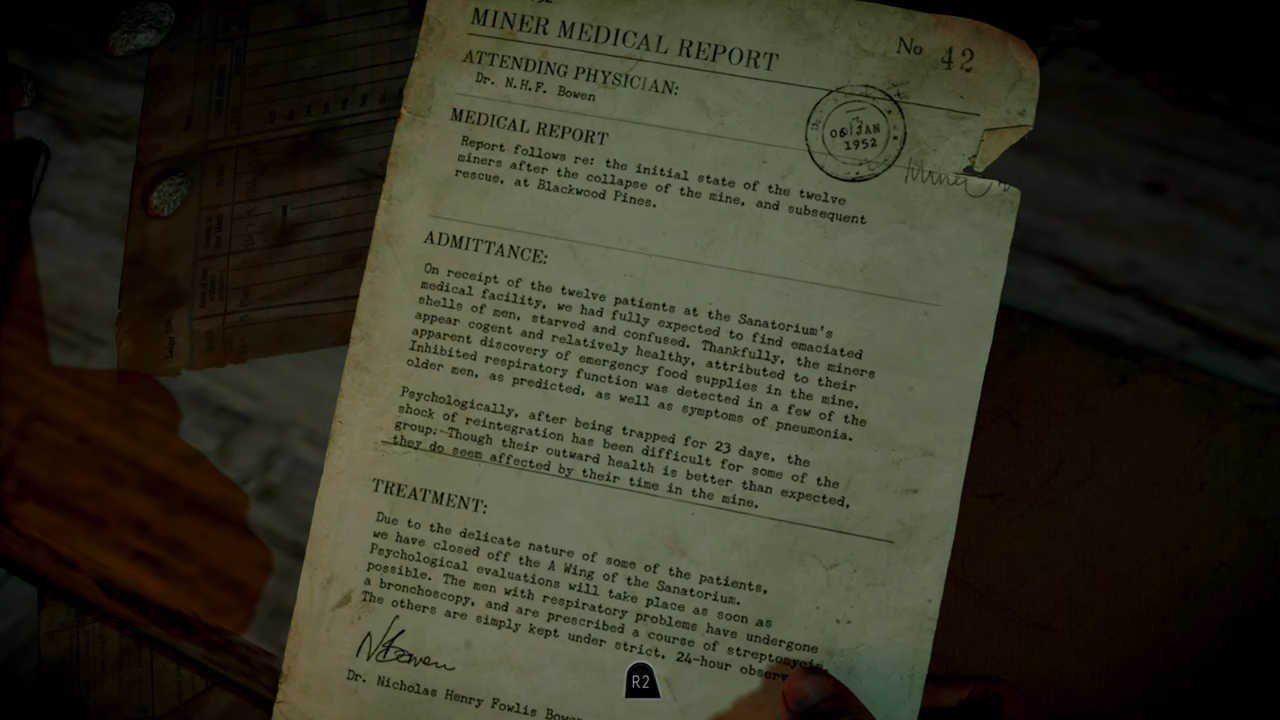 MINER MEDICAL REPORT
No 42
ATTENDING PHYSICIAN:
Dr. N.H.F. Bowen
06 JAN
1952
MEDICAL REPORT
Miner
Report follows re: the initial state of the twelve
miners after the collapse of the mine, and subsequent
rescue, at Blackwood Pines.
ADMITTANCE:
On receipt of the twelve patients at the Sanatorium's
medical facility, we had fully expected to find emaciated
shells of men, starved and confused. Thankfully, the miners
appear cogent and relatively healthy, attributed to their
apparent discovery of emergency food supplies in the mine.
Inhibited respiratory function was detected in a few of the
older men, as predicted, as well as symptoms of pneumonia.
Psychologically, after being trapped for 23 days, the
shock of reintegration has been difficult for some of the
group. Though their outward health is better than expected,
they do seem affected by their time in the mine.
TREATMENT:
Due to the delicate nature of some of the patients,
we have closed off the A Wing of the Sanatorium.
Psychological evaluations will take place as soon as
possible. The men with respiratory problems have undergone
a bronchoscopy, and are prescribed a course of streptomycin.
The others are simply kept under strict, 24-hour observ
NBowen
Dr. Nicholas Henry Fowlis Bowen
R2